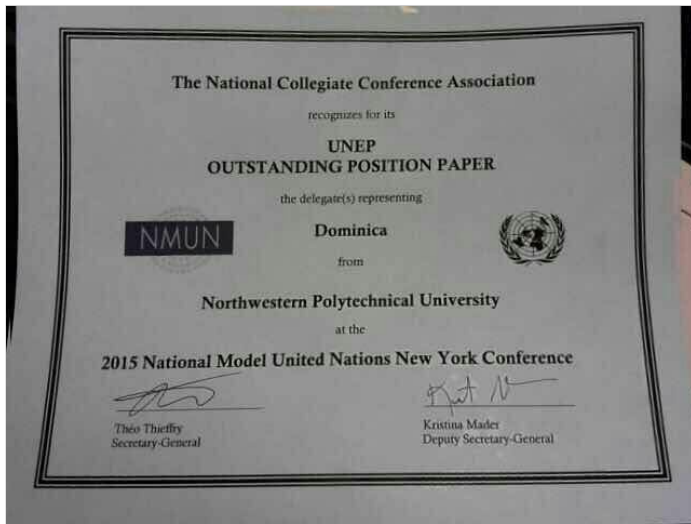 The National Collegiate Conference Association
recognizes for its
UNEP
OUTSTANDING POSITION PAPER
the delegate(s) representing
NMUN
Dominica
from
Northwestern Polytechnical University
at the
2015 National Model United Nations New York Conference
Théo Thieffry
Secretary-General
Kristina Mader
Deputy Secretary-General